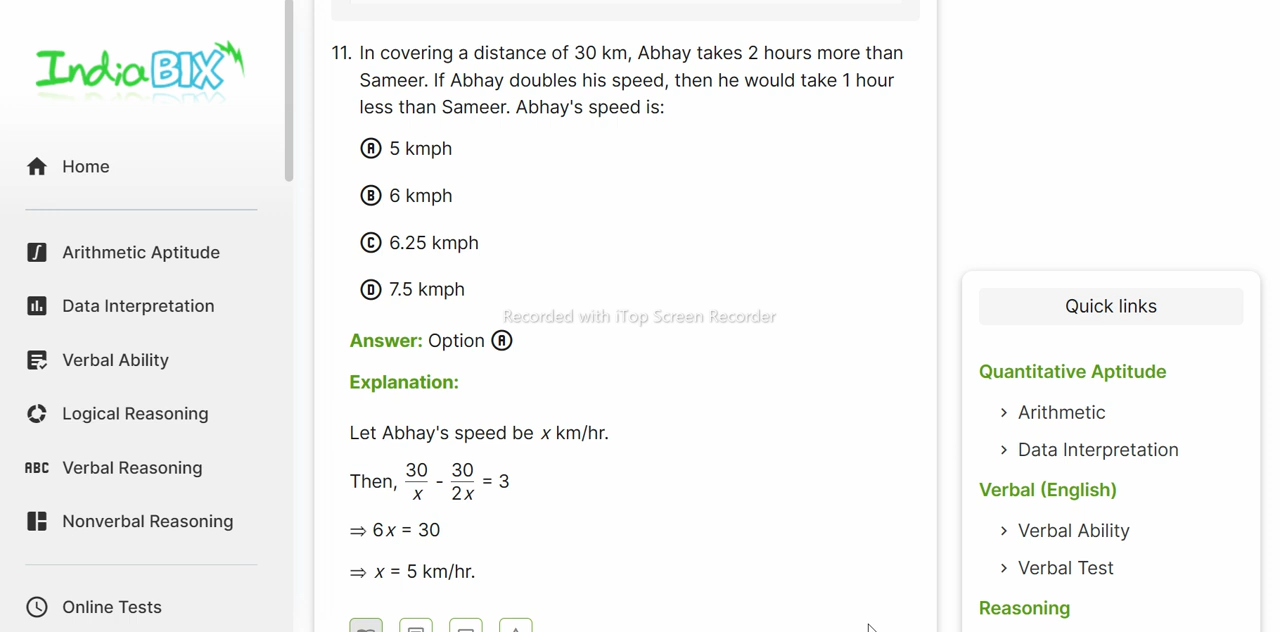 IndiaBIX
Home
Arithmetic Aptitude
Data Interpretation
Verbal Ability
Logical Reasoning
ABC Verbal Reasoning
Nonverbal Reasoning
Online Tests
11. In covering a distance of 30 km, Abhay takes 2 hours more than
Sameer. If Abhay doubles his speed, then he would take 1 hour
less than Sameer. Abhay's speed is:
A 5 kmph
B 6 kmph
C 6.25 kmph
D 7.5 kmph
Recorded with iTop Screen Recorder
Answer: Option A
Explanation:
Let Abhay's speed be x km/hr.
Then, 30/x - 30/2x = 3
⇒ 6x = 30
⇒ x = 5 km/hr.
Quick links
Quantitative Aptitude
› Arithmetic
› Data Interpretation
Verbal (English)
› Verbal Ability
› Verbal Test
Reasoning